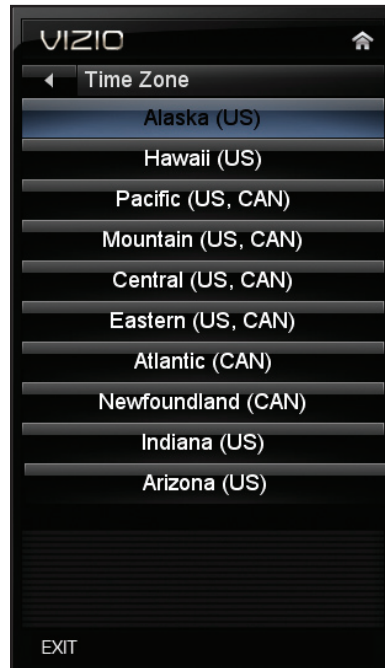 VIZIO
Time Zone
Alaska (US)
Hawaii (US)
Pacific (US, CAN)
Mountain (US, CAN)
Central (US, CAN)
Eastern (US, CAN)
Atlantic (CAN)
Newfoundland (CAN)
Indiana (US)
Arizona (US)
EXIT